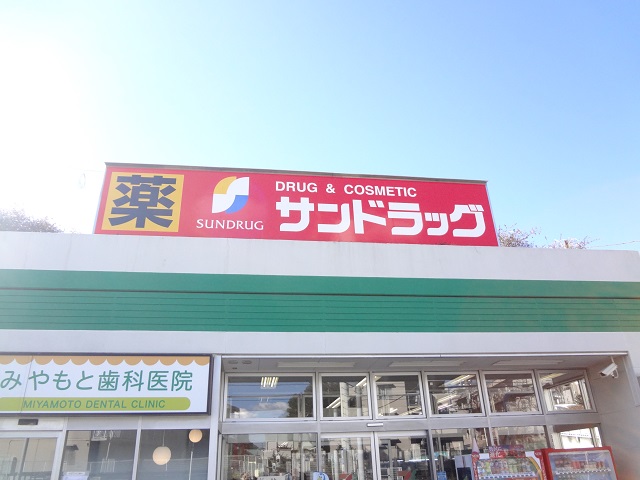 薬
SUNDRUG
DRUG & COSMETIC
サンドラッグ
みやもと歯科医院
MIYAMOTO DENTAL CLINIC